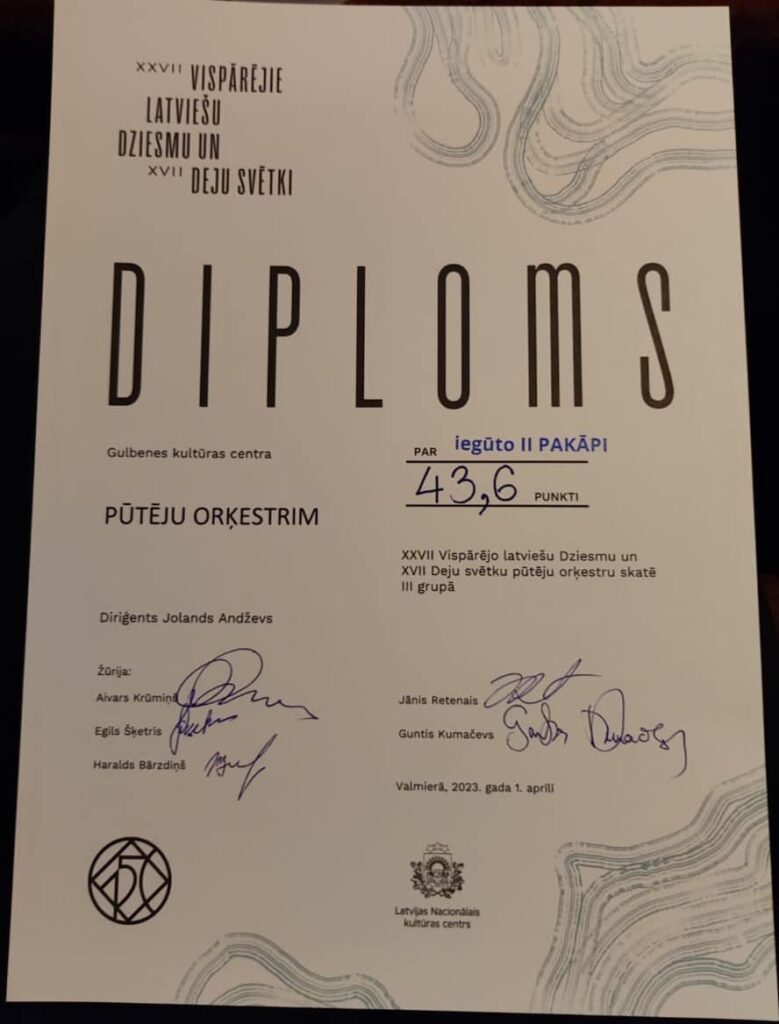 XXVII VISPĀRĒJIE
LATVIEŠU
DZIESMU UN
XVII DEJU SVĒTKI
DIPLOMS
Gulbenes kultūras centra
PŪTĒJU ORĶESTRIM
PAR iegūto II PAKĀPI
43,6 PUNKTI
XXVII Vispārējo latviešu Dziesmu un
XVII Deju svētku pūtēju orķestru skatē
III grupā
Diriģents Jolands Andževs
Žūrija:
Aivars Krūmiņš
Egils Šķetris
Haralds Bārzdiņš
Jānis Retenais
Guntis Kumačevs
Valmierā, 2023. gada 1. aprīlī
150
Latvijas Nacionālais
kultūras centrs